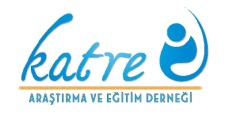 katre
ARAŞTIRMA VE EĞİTİM DERNEĞİ